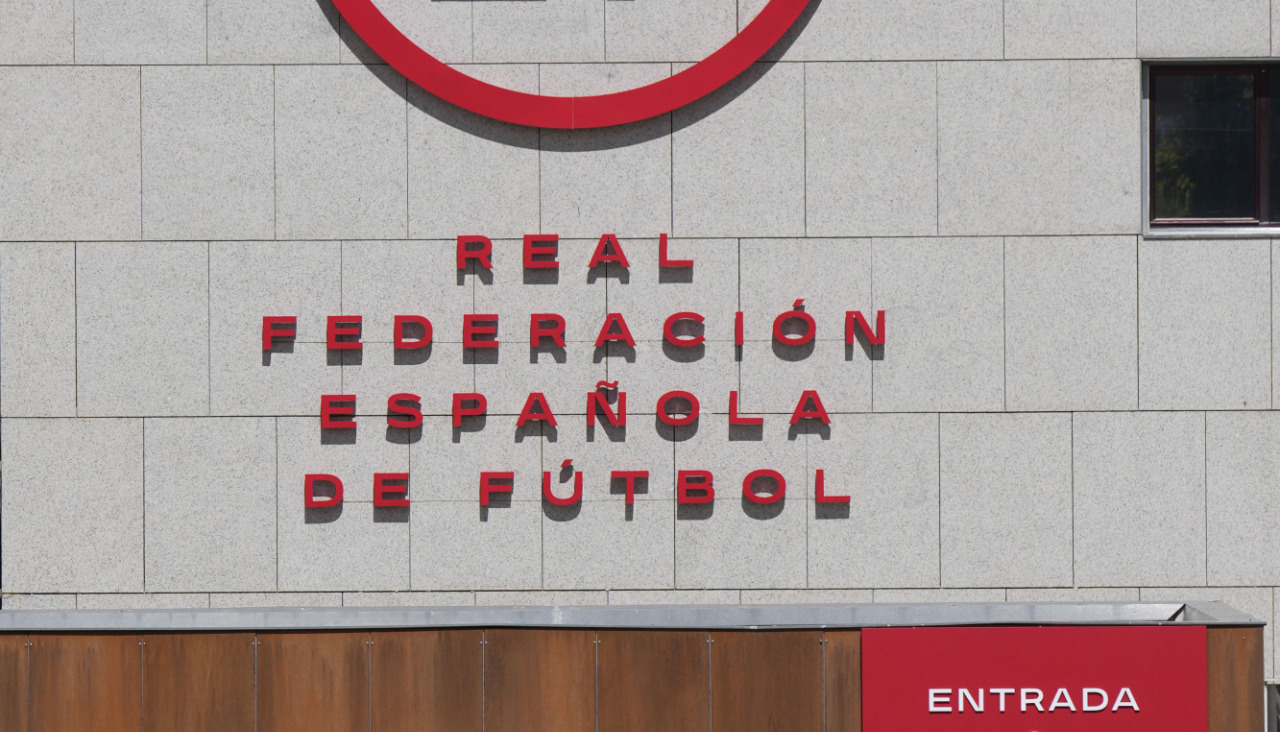 REAL
FEDERACIÓN
ESPAÑOLA
DE FÚTBOL
ENTRADA